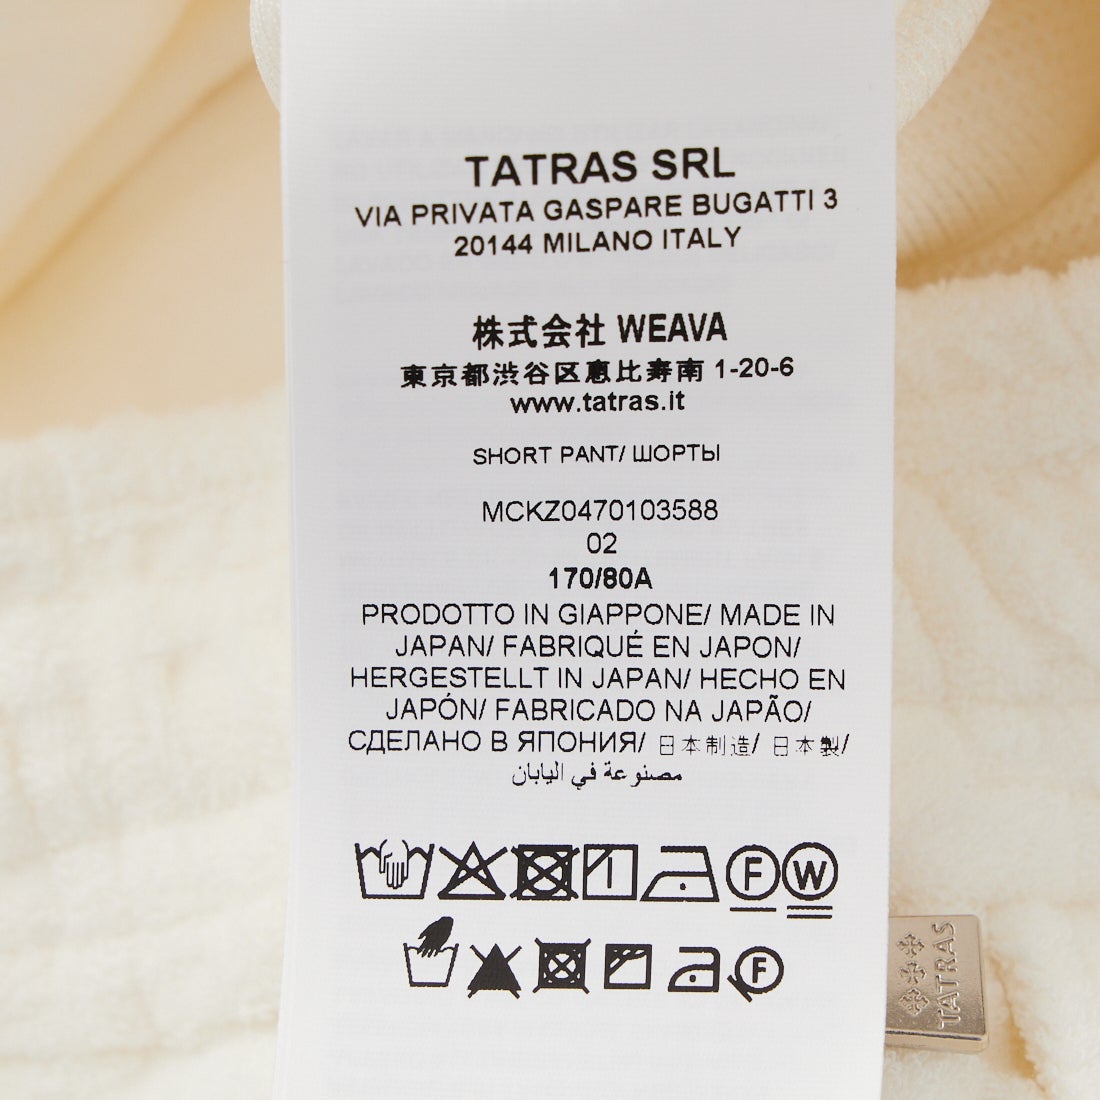 TATRAS SRL
VIA PRIVATA GASPARE BUGATTI 3
20144 MILANO ITALY
株式会社 WEAVA
東京都渋谷区恵比寿南 1-20-6
www.tatras.it
SHORT PANT/ ШОРТЫ
MCKZ0470103588
02
170/80A
PRODOTTO IN GIAPPONE/ MADE IN
JAPAN/ FABRIQUÉ EN JAPON/
HERGESTELLT IN JAPAN/ HECHO EN
JAPÓN/ FABRICADO NA JAPÃO/
СДЕЛАНО В ЯПОНИЯ/ 日本制造/ 日本製/
مصنوعة في اليابان
F W
F
TATRAS